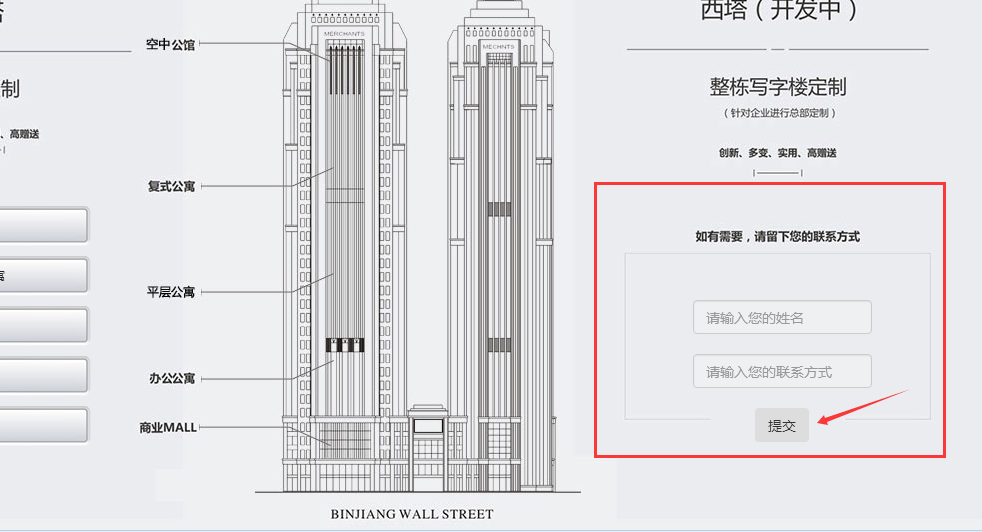 塔
制
、高赠送
寓
MERCHANTS
MECHNTS
空中公馆
复式公寓
平层公寓
办公公寓
商业MALL
BINJIANG WALL STREET
西塔（开发中）
整栋写字楼定制
（针对企业进行总部定制）
创新、多变、实用、高赠送
如有需要，请留下您的联系方式
请输入您的姓名
请输入您的联系方式
提交